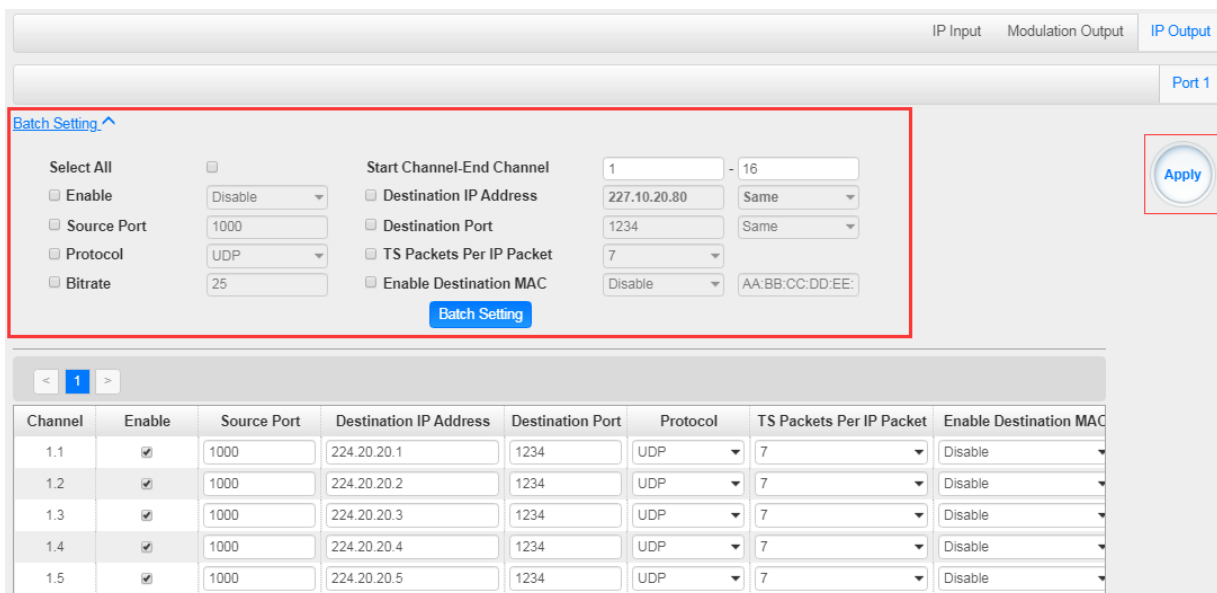 IP Input Modulation Output IP Output
Port 1
Batch Setting
Select All Start Channel-End Channel 1 - 16
Enable Disable Destination IP Address 227.10.20.80 Same
Source Port 1000 Destination Port 1234 Same
Protocol UDP TS Packets Per IP Packet 7
Bitrate 25 Enable Destination MAC Disable AA:BB:CC:DD:EE:
Batch Setting
Apply
< 1 >
Channel Enable Source Port Destination IP Address Destination Port Protocol TS Packets Per IP Packet Enable Destination MAC
1.1 1000 224.20.20.1 1234 UDP 7 Disable
1.2 1000 224.20.20.2 1234 UDP 7 Disable
1.3 1000 224.20.20.3 1234 UDP 7 Disable
1.4 1000 224.20.20.4 1234 UDP 7 Disable
1.5 1000 224.20.20.5 1234 UDP 7 Disable